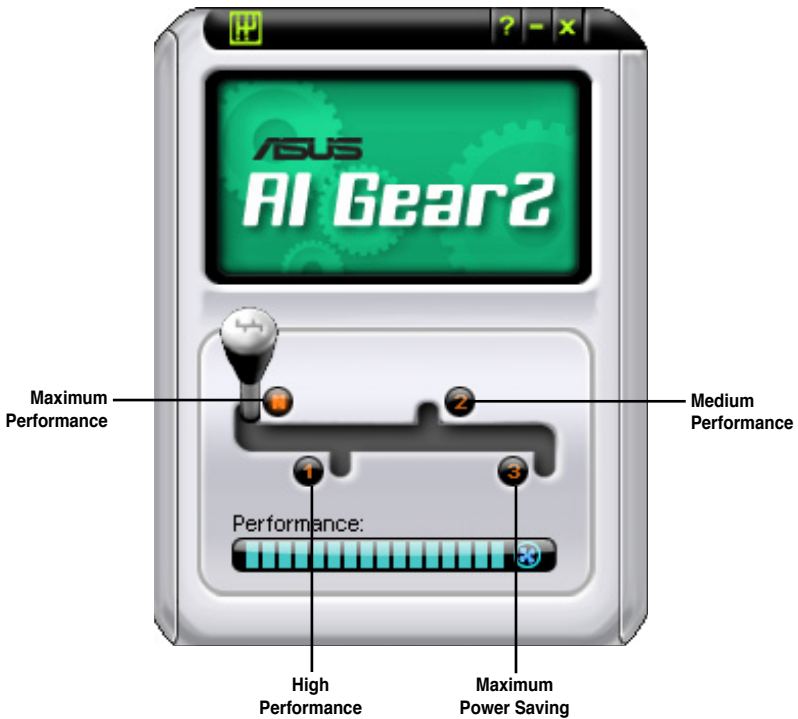 ? - x
ASUS
AI Gear2
Maximum
Performance
2
Medium
Performance
1
3
Performance:
High
Performance
Maximum
Power Saving